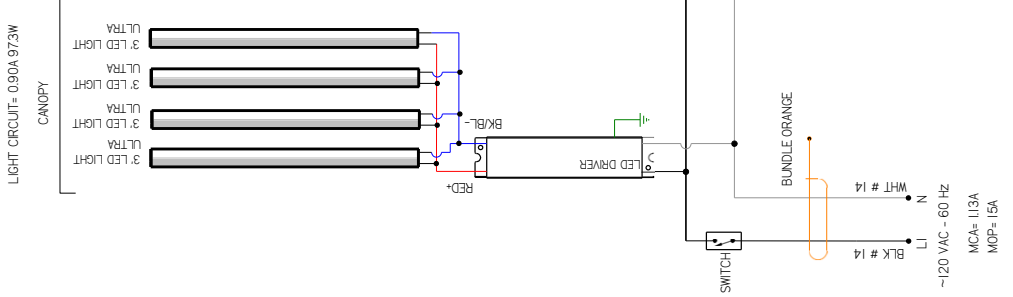 LIGHT CIRCUIT= 0.90A 97.3W
CANOPY
3' LED LIGHT
ULTRA
3' LED LIGHT
ULTRA
3' LED LIGHT
ULTRA
3' LED LIGHT
ULTRA
BK/BL-
RED+
LED DRIVER
SWITCH
BUNDLE ORANGE
WHT # 14
BLK # 14
N
L1
~120 VAC - 60 Hz
MCA= 1.13A
MOP= 15A